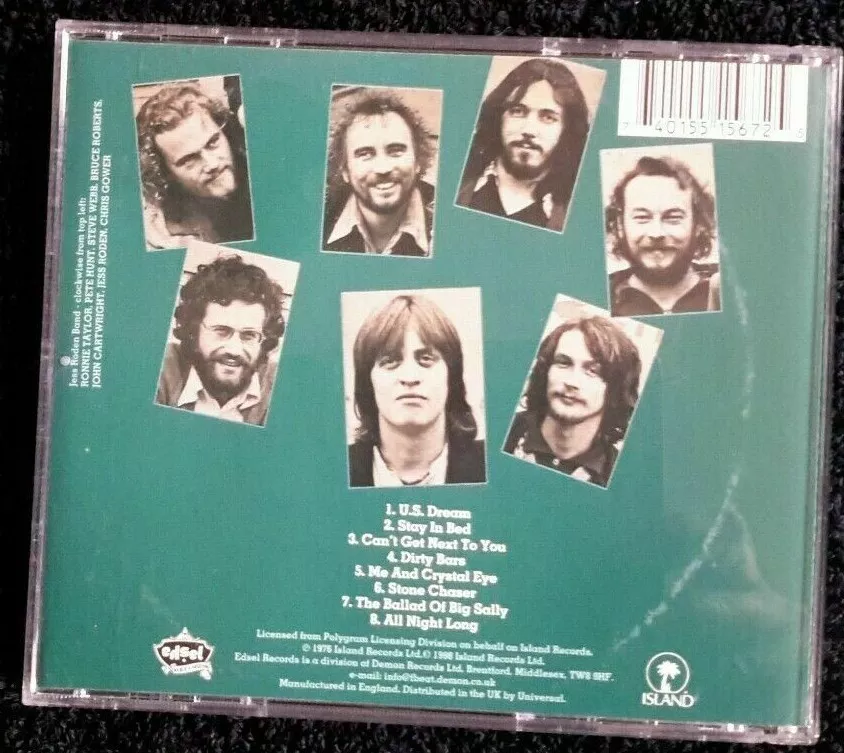 7 40155 15672 5
Jess Roden Band - clockwise from top left:
RONNIE TAYLOR, PETE HUNT, STEVE WEBB, BRUCE ROBERTS,
JOHN CARTWRIGHT, JESS RODEN, CHRIS GOWER
1. U.S. Dream
2. Stay In Bed
3. Can't Get Next To You
4. Dirty Bars
5. Me And Crystal Eye
6. Stone Chaser
7. The Ballad Of Big Sally
8. All Night Long
Licensed from Polygram Licensing Division on behalf on Island Records.
℗ 1976 Island Records Ltd.© 1998 Island Records Ltd.
Edsel Records is a division of Demon Records Ltd, Brentford, Middlesex, TW8 9HF.
e-mail: info@fbeat.demon.co.uk
Manufactured in England. Distributed in the UK by Universal.
edsel
ISLAND